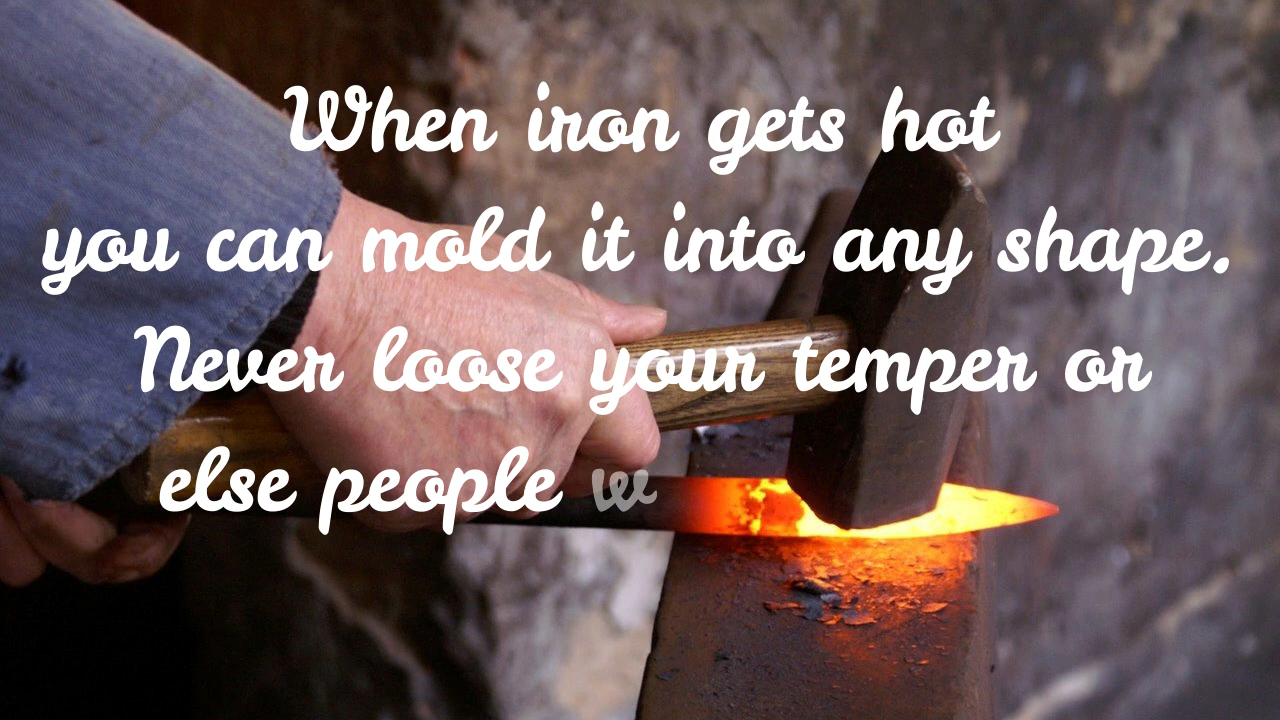 When iron gets hot
you can mold it into any shape.
Never loose your temper or
else people w